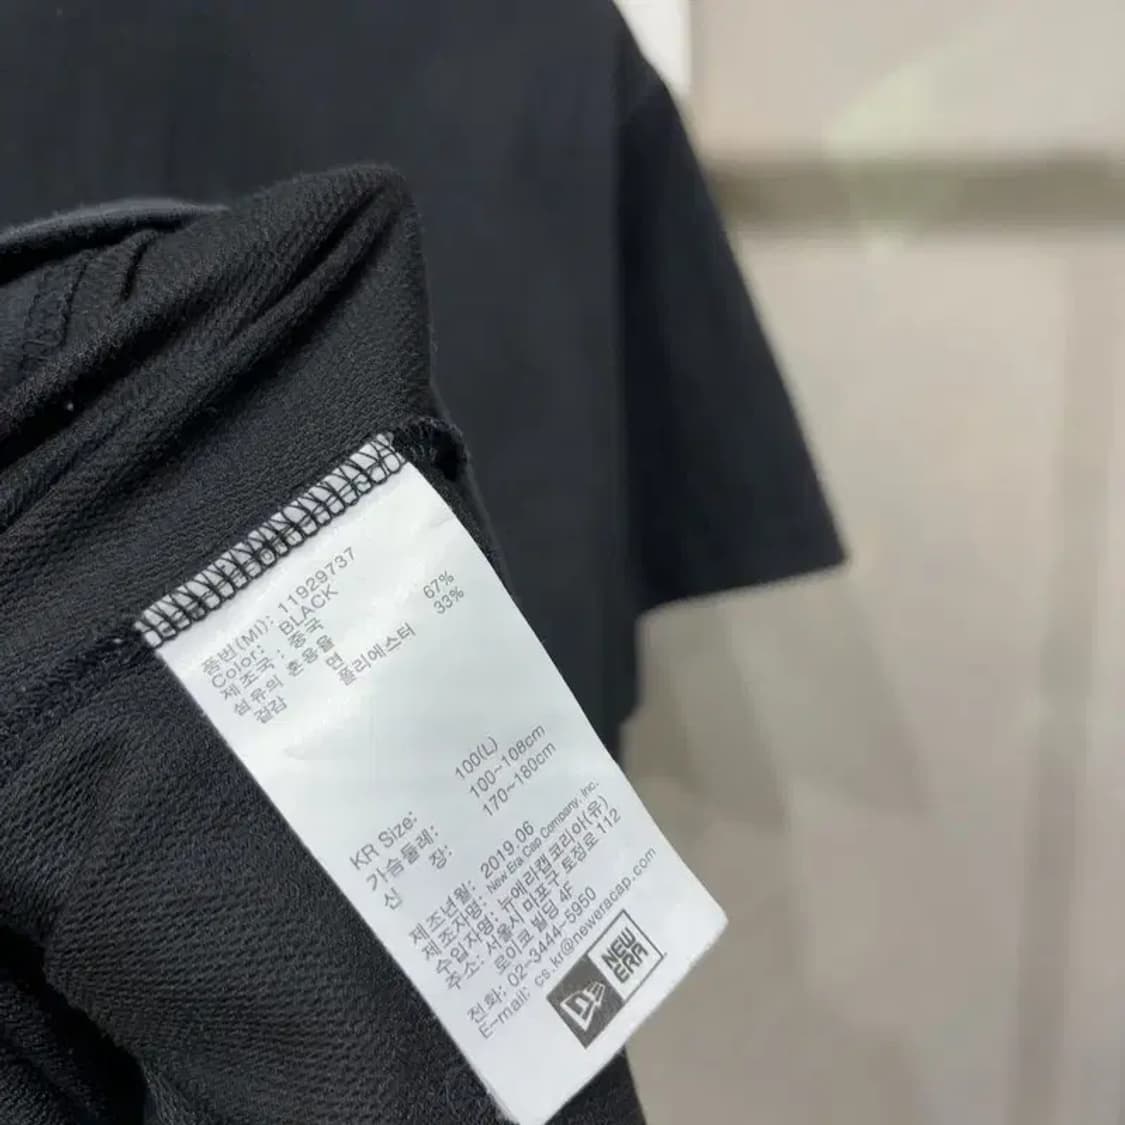 품번(MI): 11929737
Color: BLACK
제조국: 중국
섬유의 혼용율
겉감 면 67%
폴리에스터 33%
KR Size: 100(L)
가슴둘레: 100~108cm
신 장: 170~180cm
제조년월: 2019.06
제조자명: New Era Cap Company, Inc.
수입자명: 뉴에라캡코리아(유)
주소: 서울시 마포구 토정로 112
로이코 빌딩 4F
전화: 02-3444-5950
E-mail: cs.kr@neweracap.com
NEW
ERA